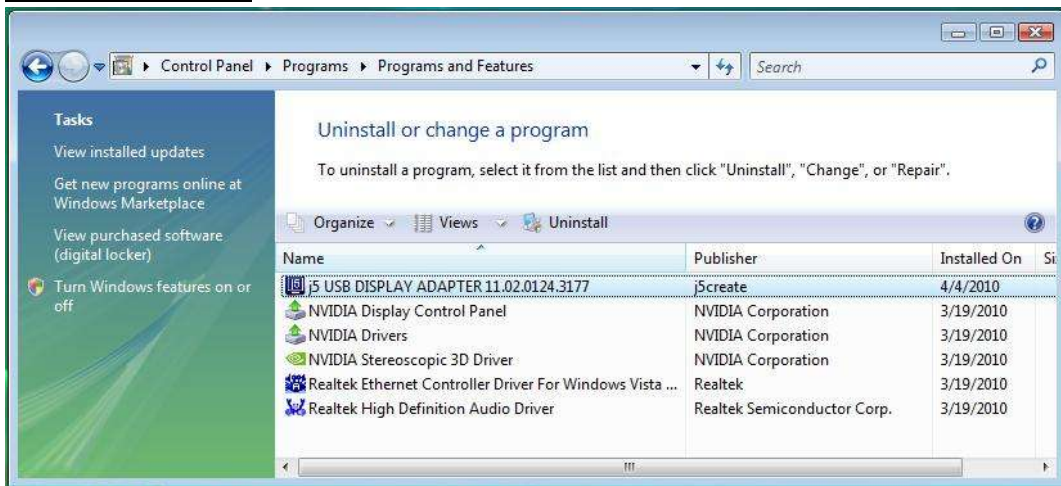 Control Panel ▸ Programs ▸ Programs and Features
Search
Tasks
View installed updates
Get new programs online at
Windows Marketplace
View purchased software
(digital locker)
Turn Windows features on or
off
Uninstall or change a program
To uninstall a program, select it from the list and then click "Uninstall", "Change", or "Repair".
Organize Views Uninstall
Name Publisher Installed On Si
j5 USB DISPLAY ADAPTER 11.02.0124.3177 j5create 4/4/2010
NVIDIA Display Control Panel NVIDIA Corporation 3/19/2010
NVIDIA Drivers NVIDIA Corporation 3/19/2010
NVIDIA Stereoscopic 3D Driver NVIDIA Corporation 3/19/2010
Realtek Ethernet Controller Driver For Windows Vista ... Realtek 3/19/2010
Realtek High Definition Audio Driver Realtek Semiconductor Corp. 3/19/2010